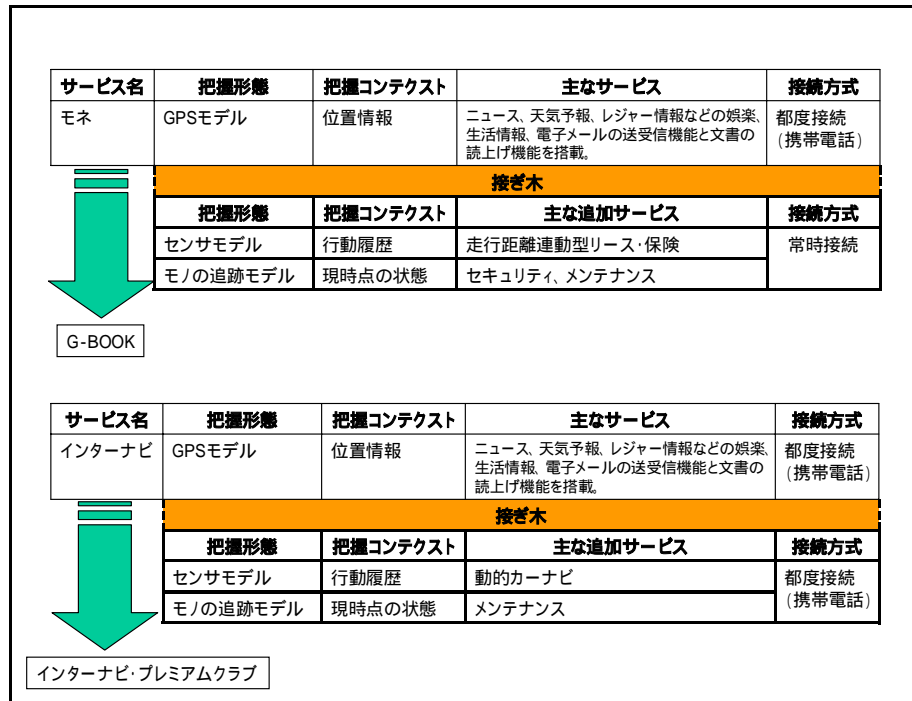 サービス名 把握形態 把握コンテクスト 主なサービス 接続方式
モネ GPSモデル 位置情報 ニュース、天気予報、レジャー情報などの娯楽、 都度接続
生活情報、電子メールの送受信機能と文書の (携帯電話)
読上げ機能を搭載。
接ぎ木
把握形態 把握コンテクスト 主な追加サービス 接続方式
センサモデル 行動履歴 走行距離連動型リース・保険 常時接続
モノの追跡モデル 現時点の状態 セキュリティ、メンテナンス
G-BOOK
サービス名 把握形態 把握コンテクスト 主なサービス 接続方式
インターナビ GPSモデル 位置情報 ニュース、天気予報、レジャー情報などの娯楽、 都度接続
生活情報、電子メールの送受信機能と文書の (携帯電話)
読上げ機能を搭載。
接ぎ木
把握形態 把握コンテクスト 主な追加サービス 接続方式
センサモデル 行動履歴 動的カーナビ 都度接続
モノの追跡モデル 現時点の状態 メンテナンス (携帯電話)
インターナビ・プレミアムクラブ